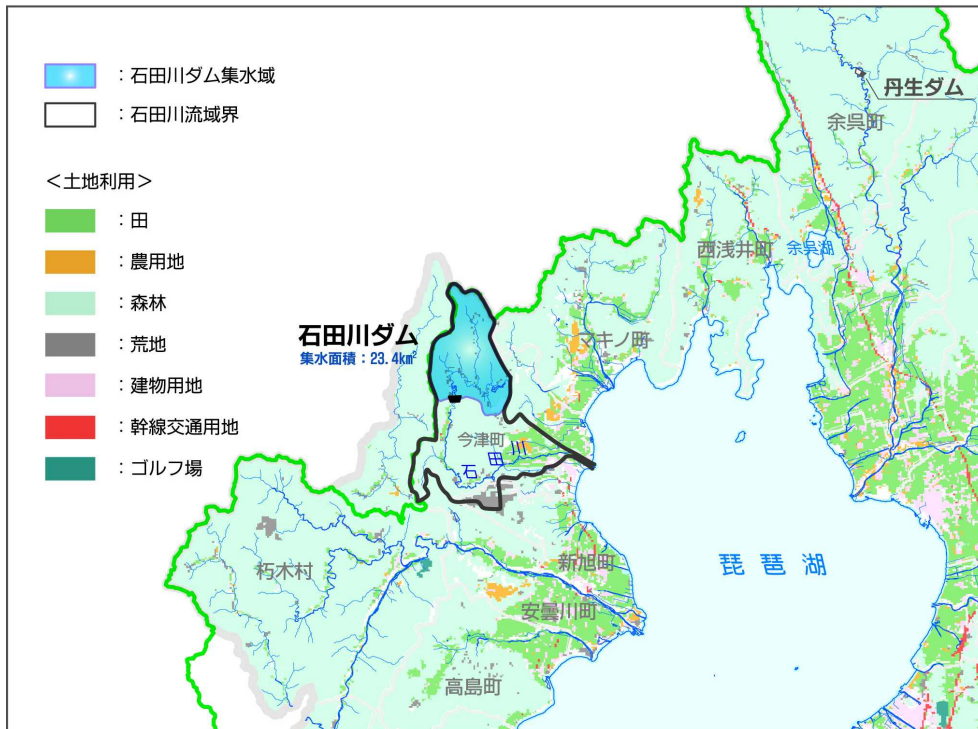 ：石田川ダム集水域
：石田川流域界
＜土地利用＞
：田
：農用地
：森林
：荒地
：建物用地
：幹線交通用地
：ゴルフ場
丹生ダム
余呉町
西浅井町
余呉湖
石田川ダム
集水面積：23.4km²
マキノ町
今津町
石田川
琵琶湖
新旭町
朽木村
安曇川町
高島町